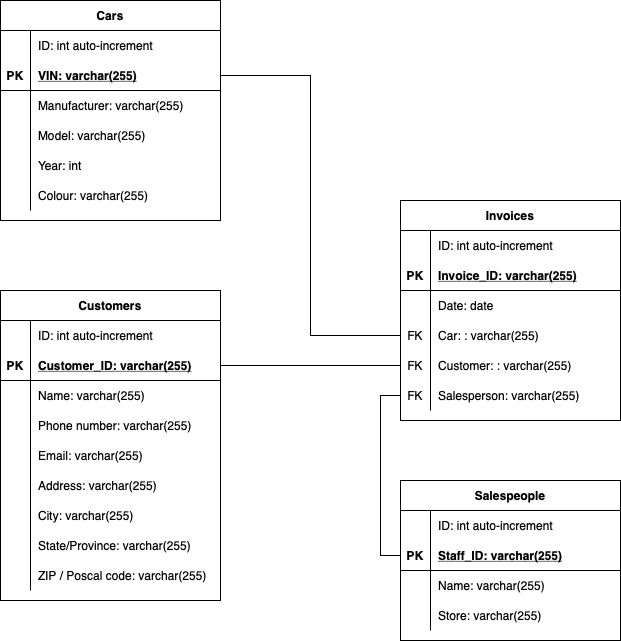 Cars
ID: int auto-increment
PK VIN: varchar(255)
Manufacturer: varchar(255)
Model: varchar(255)
Year: int
Colour: varchar(255)
Customers
ID: int auto-increment
PK Customer_ID: varchar(255)
Name: varchar(255)
Phone number: varchar(255)
Email: varchar(255)
Address: varchar(255)
City: varchar(255)
State/Province: varchar(255)
ZIP / Poscal code: varchar(255)
Invoices
ID: int auto-increment
PK Invoice_ID: varchar(255)
Date: date
FK Car: : varchar(255)
FK Customer: : varchar(255)
FK Salesperson: varchar(255)
Salespeople
ID: int auto-increment
PK Staff_ID: varchar(255)
Name: varchar(255)
Store: varchar(255)